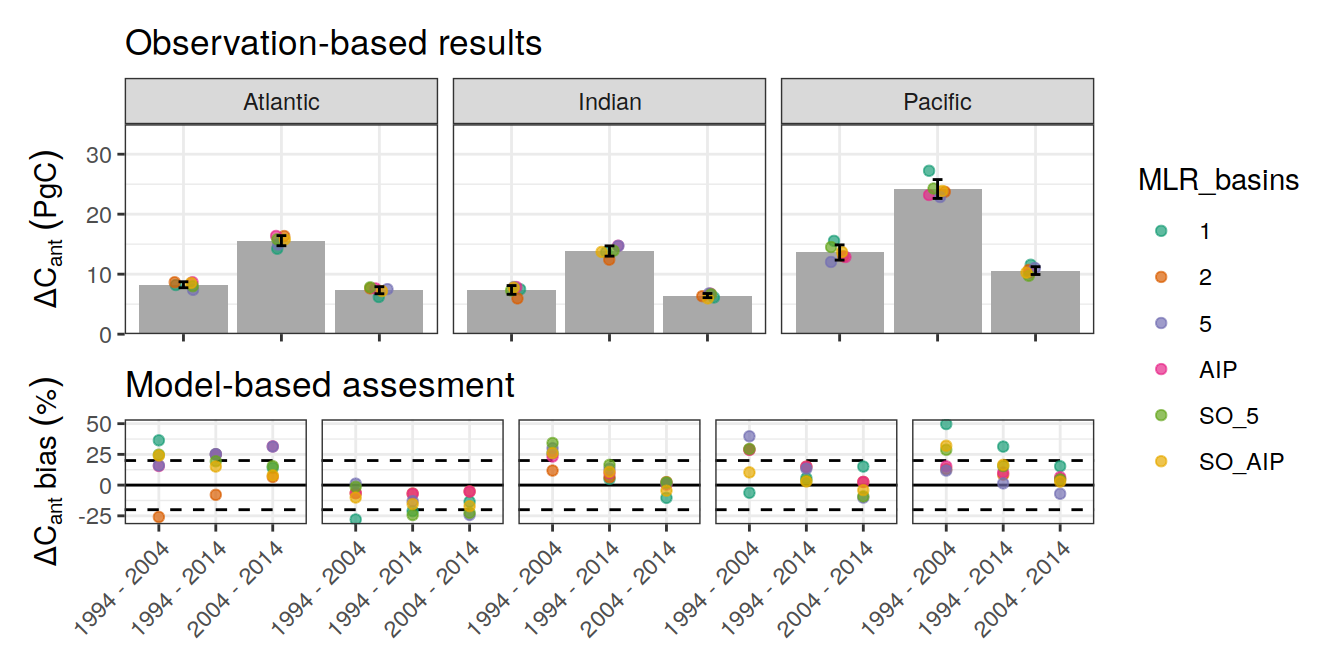 Observation-based results
Atlantic Indian Pacific
ΔCant (PgC)
30
20
10
0
Model-based assesment
ΔCant bias (%)
50
25
0
-25
1994 - 2004 1994 - 2014 2004 - 2014 1994 - 2004 1994 - 2014 2004 - 2014 1994 - 2004 1994 - 2014 2004 - 2014 1994 - 2004 1994 - 2014 2004 - 2014 1994 - 2004 1994 - 2014 2004 - 2014
MLR_basins
1
2
5
AIP
SO_5
SO_AIP